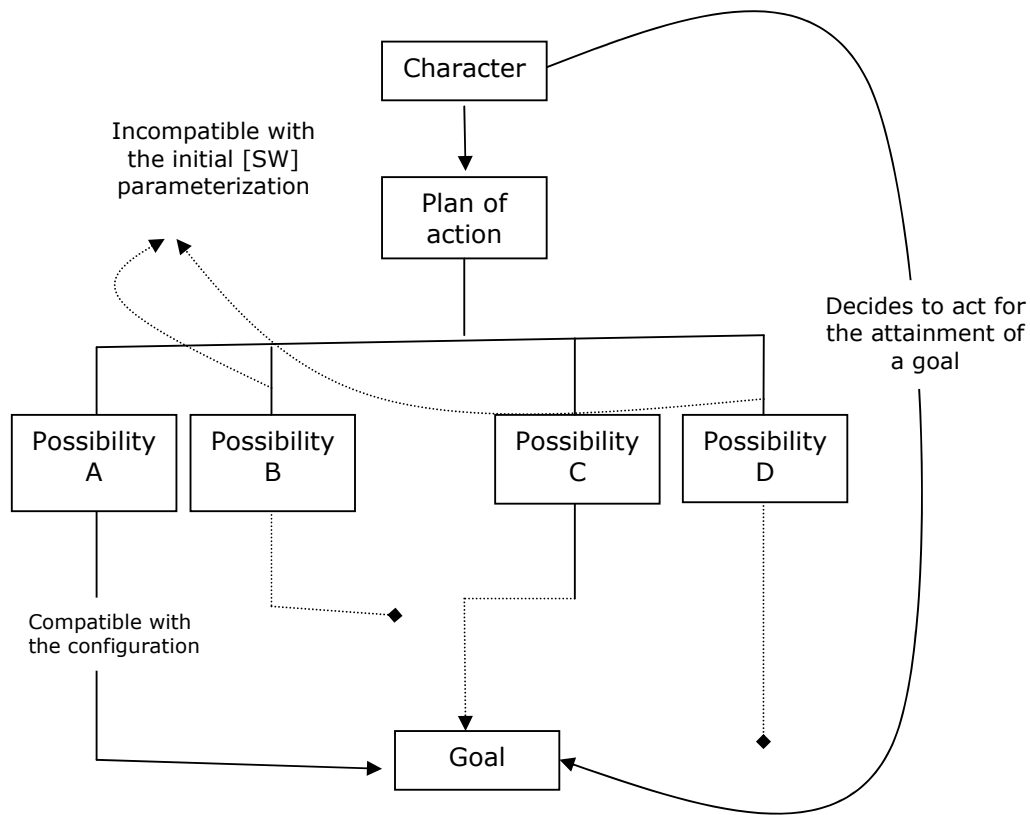 Character
Incompatible with
the initial [SW]
parameterization
Plan of
action
Decides to act for
the attainment of
a goal
Possibility
A
Possibility
B
Possibility
C
Possibility
D
Compatible with
the configuration
Goal